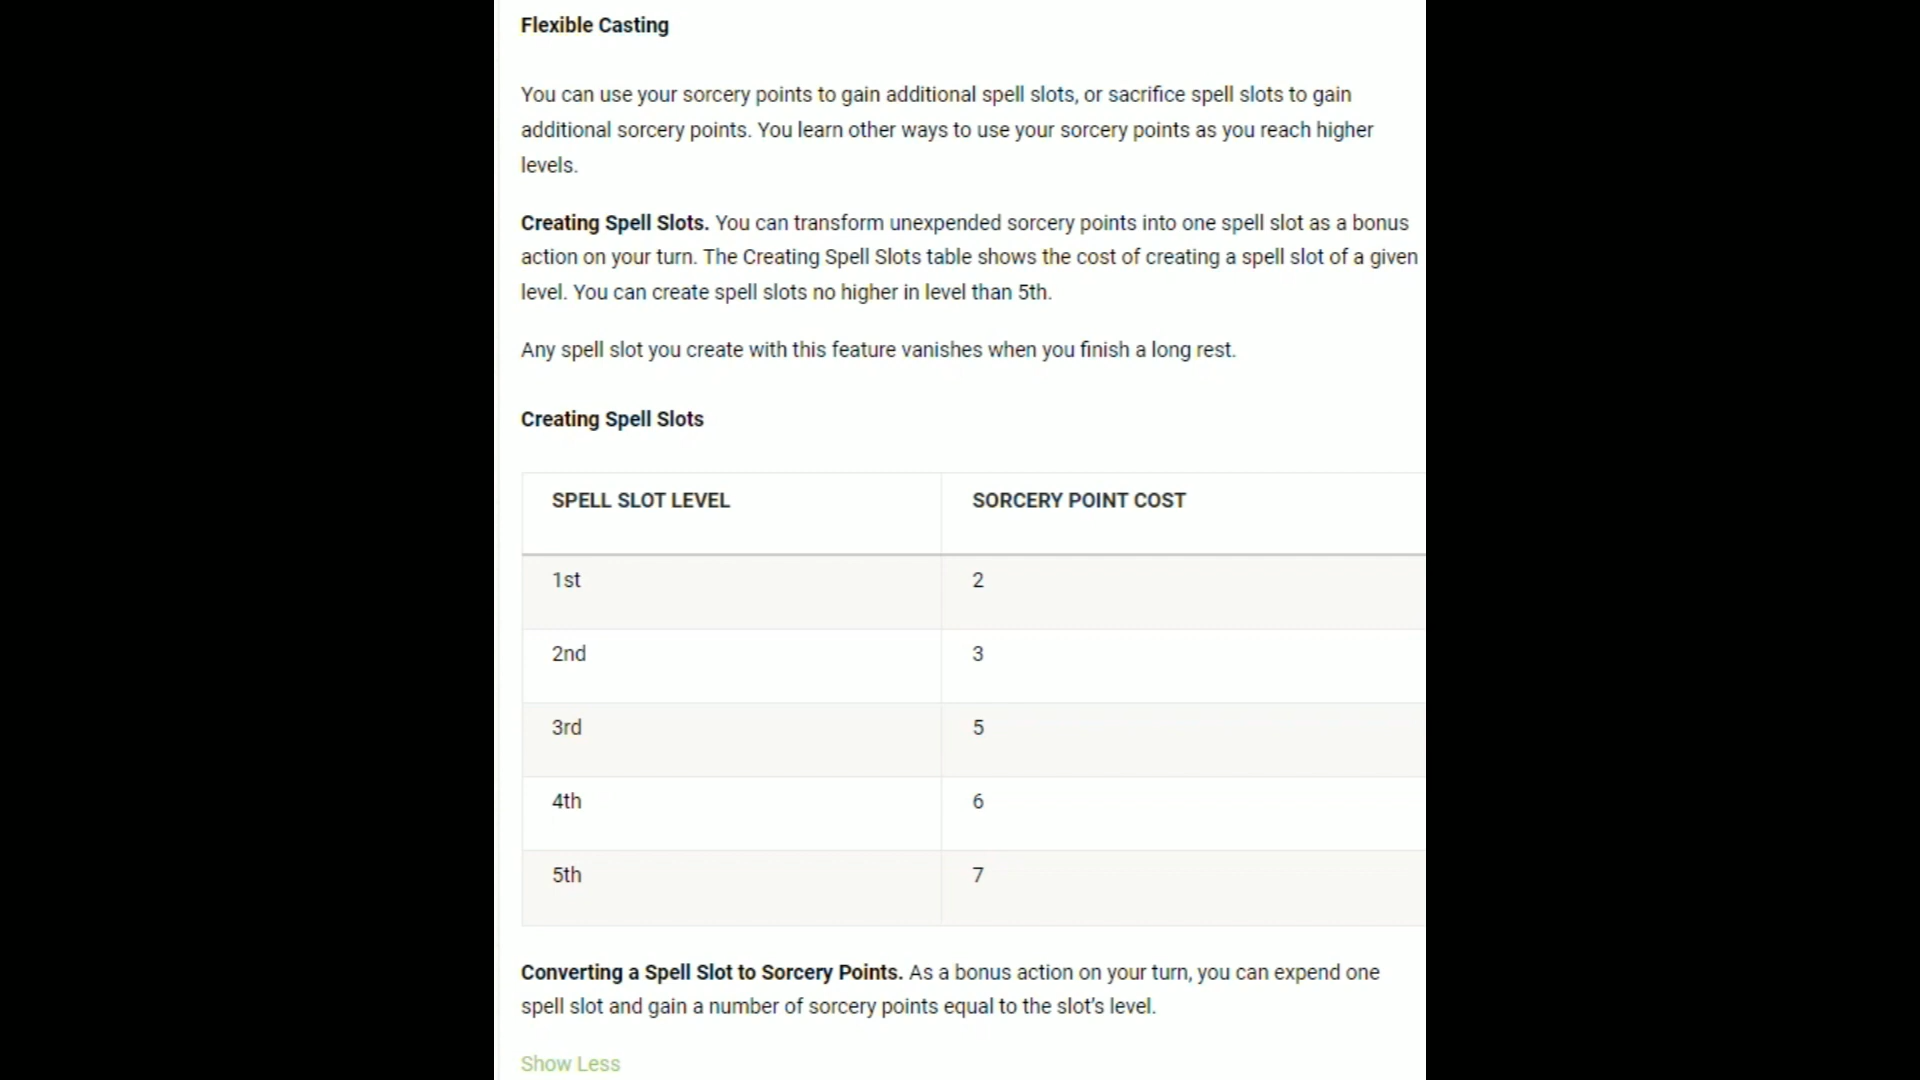 Flexible Casting
You can use your sorcery points to gain additional spell slots, or sacrifice spell slots to gain
additional sorcery points. You learn other ways to use your sorcery points as you reach higher
levels.
Creating Spell Slots. You can transform unexpended sorcery points into one spell slot as a bonus
action on your turn. The Creating Spell Slots table shows the cost of creating a spell slot of a given
level. You can create spell slots no higher in level than 5th.
Any spell slot you create with this feature vanishes when you finish a long rest.
Creating Spell Slots
SPELL SLOT LEVEL SORCERY POINT COST
1st 2
2nd 3
3rd 5
4th 6
5th 7
Converting a Spell Slot to Sorcery Points. As a bonus action on your turn, you can expend one
spell slot and gain a number of sorcery points equal to the slot's level.
Show Less